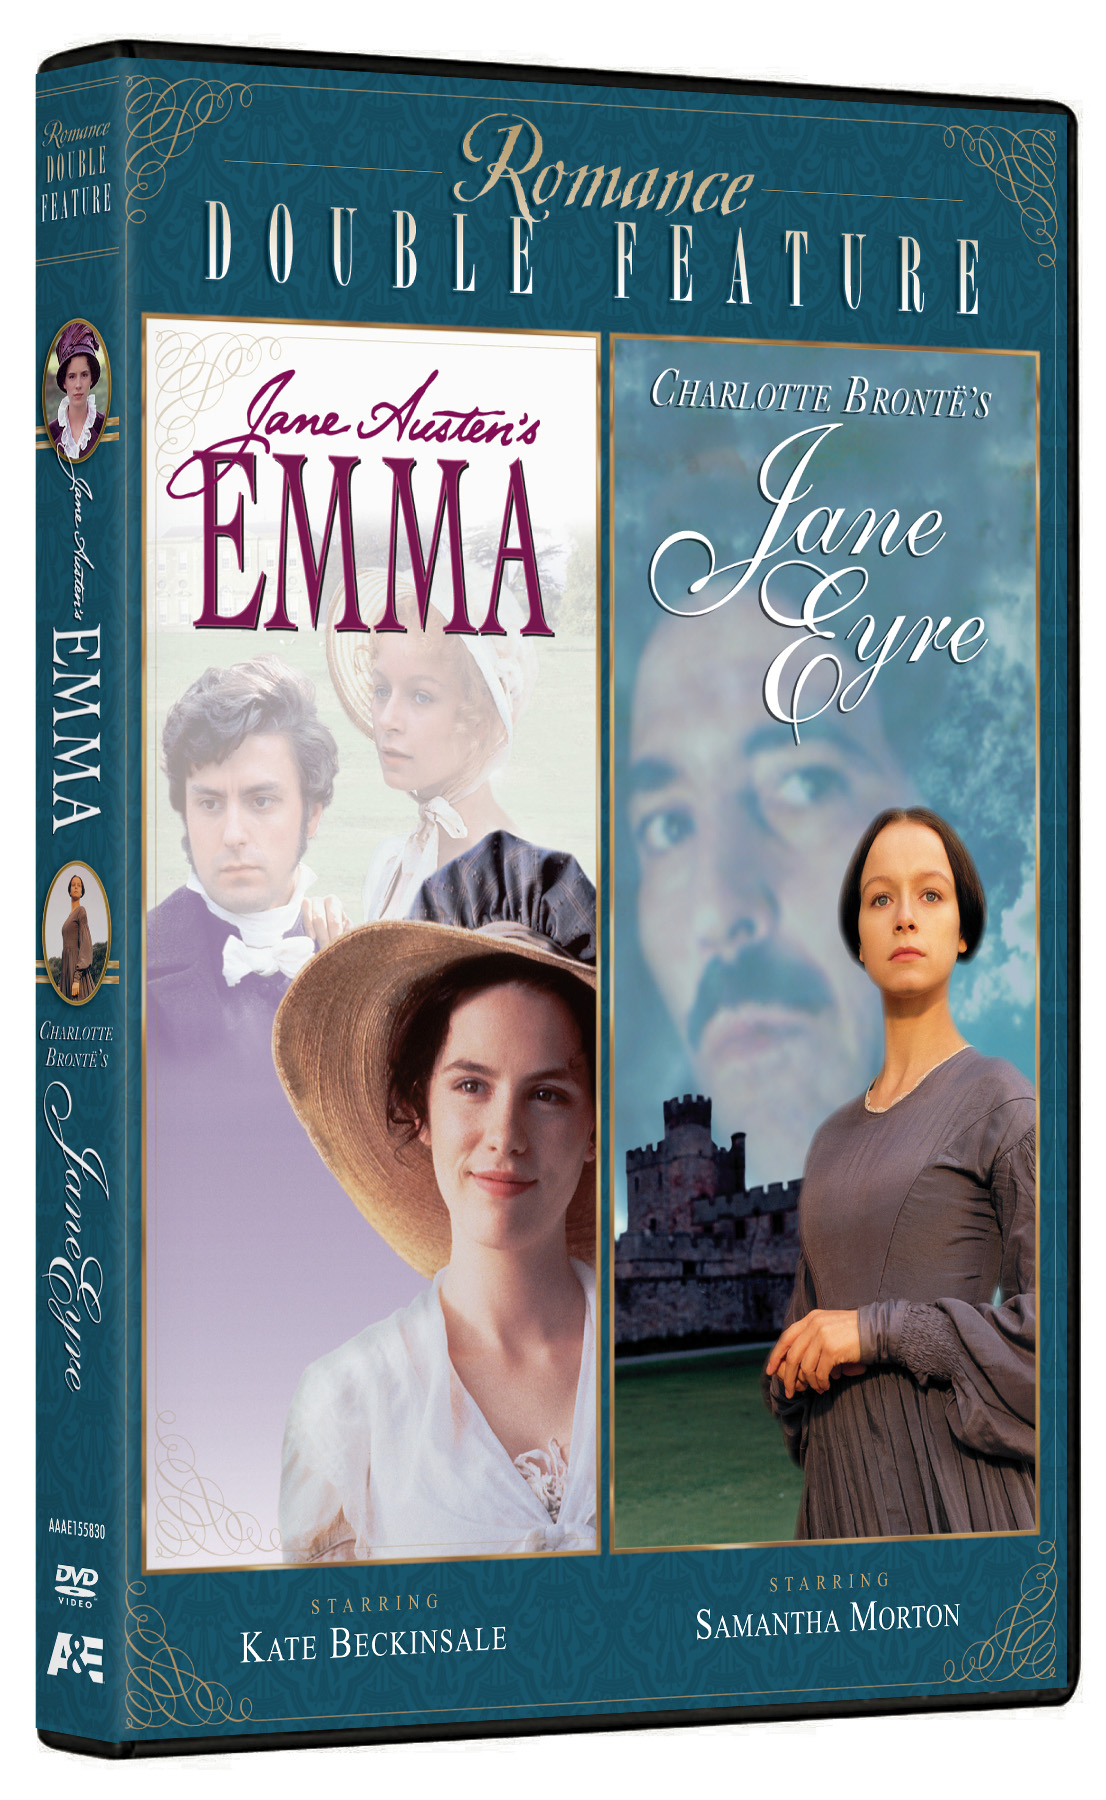 Romance
DOUBLE
FEATURE
Jane Austen's
EMMA
CHARLOTTE
BRONTË'S
Jane Eyre
AAAE155830
DVD
VIDEO™
A&E
Romance
DOUBLE FEATURE
Jane Austen's
EMMA
STARRING
KATE BECKINSALE
CHARLOTTE BRONTË'S
Jane
Eyre
STARRING
SAMANTHA MORTON